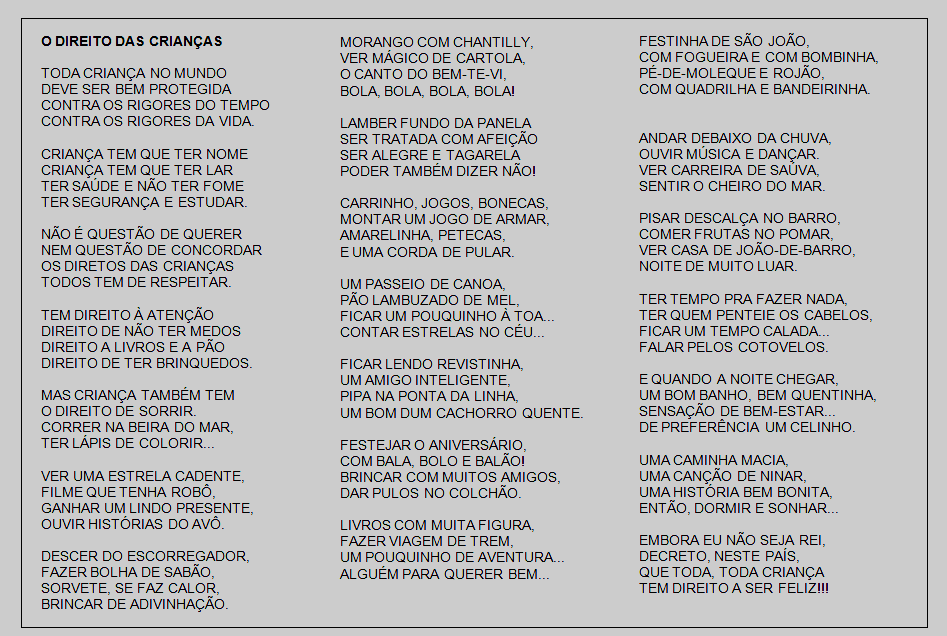 O DIREITO DAS CRIANÇAS
TODA CRIANÇA NO MUNDO
DEVE SER BEM PROTEGIDA
CONTRA OS RIGORES DO TEMPO
CONTRA OS RIGORES DA VIDA.
CRIANÇA TEM QUE TER NOME
CRIANÇA TEM QUE TER LAR
TER SAÚDE E NÃO TER FOME
TER SEGURANÇA E ESTUDAR.
NÃO É QUESTÃO DE QUERER
NEM QUESTÃO DE CONCORDAR
OS DIRETOS DAS CRIANÇAS
TODOS TEM DE RESPEITAR.
TEM DIREITO À ATENÇÃO
DIREITO DE NÃO TER MEDOS
DIREITO A LIVROS E A PÃO
DIREITO DE TER BRINQUEDOS.
MAS CRIANÇA TAMBÉM TEM
O DIREITO DE SORRIR.
CORRER NA BEIRA DO MAR,
TER LÁPIS DE COLORIR...
VER UMA ESTRELA CADENTE,
FILME QUE TENHA ROBÔ,
GANHAR UM LINDO PRESENTE,
OUVIR HISTÓRIAS DO AVÔ.
DESCER DO ESCORREGADOR,
FAZER BOLHA DE SABÃO,
SORVETE, SE FAZ CALOR,
BRINCAR DE ADIVINHAÇÃO.
MORANGO COM CHANTILLY,
VER MÁGICO DE CARTOLA,
O CANTO DO BEM-TE-VI,
BOLA, BOLA, BOLA, BOLA!
LAMBER FUNDO DA PANELA
SER TRATADA COM AFEIÇÃO
SER ALEGRE E TAGARELA
PODER TAMBÉM DIZER NÃO!
CARRINHO, JOGOS, BONECAS,
MONTAR UM JOGO DE ARMAR,
AMARELINHA, PETECAS,
E UMA CORDA DE PULAR.
UM PASSEIO DE CANOA,
PÃO LAMBUZADO DE MEL,
FICAR UM POUQUINHO À TOA...
CONTAR ESTRELAS NO CÉU...
FICAR LENDO REVISTINHA,
UM AMIGO INTELIGENTE,
PIPA NA PONTA DA LINHA,
UM BOM DUM CACHORRO QUENTE.
FESTEJAR O ANIVERSÁRIO,
COM BALA, BOLO E BALÃO!
BRINCAR COM MUITOS AMIGOS,
DAR PULOS NO COLCHÃO.
LIVROS COM MUITA FIGURA,
FAZER VIAGEM DE TREM,
UM POUQUINHO DE AVENTURA...
ALGUÉM PARA QUERER BEM...
FESTINHA DE SÃO JOÃO,
COM FOGUEIRA E COM BOMBINHA,
PÉ-DE-MOLEQUE E ROJÃO,
COM QUADRILHA E BANDEIRINHA.
ANDAR DEBAIXO DA CHUVA,
OUVIR MÚSICA E DANÇAR.
VER CARREIRA DE SAÚVA,
SENTIR O CHEIRO DO MAR.
PISAR DESCALÇA NO BARRO,
COMER FRUTAS NO POMAR,
VER CASA DE JOÃO-DE-BARRO,
NOITE DE MUITO LUAR.
TER TEMPO PRA FAZER NADA,
TER QUEM PENTEIE OS CABELOS,
FICAR UM TEMPO CALADA...
FALAR PELOS COTOVELOS.
E QUANDO A NOITE CHEGAR,
UM BOM BANHO, BEM QUENTINHA,
SENSAÇÃO DE BEM-ESTAR...
DE PREFERÊNCIA UM CELINHO.
UMA CAMINHA MACIA,
UMA CANÇÃO DE NINAR,
UMA HISTÓRIA BEM BONITA,
ENTÃO, DORMIR E SONHAR...
EMBORA EU NÃO SEJA REI,
DECRETO, NESTE PAÍS,
QUE TODA, TODA CRIANÇA
TEM DIREITO A SER FELIZ!!!